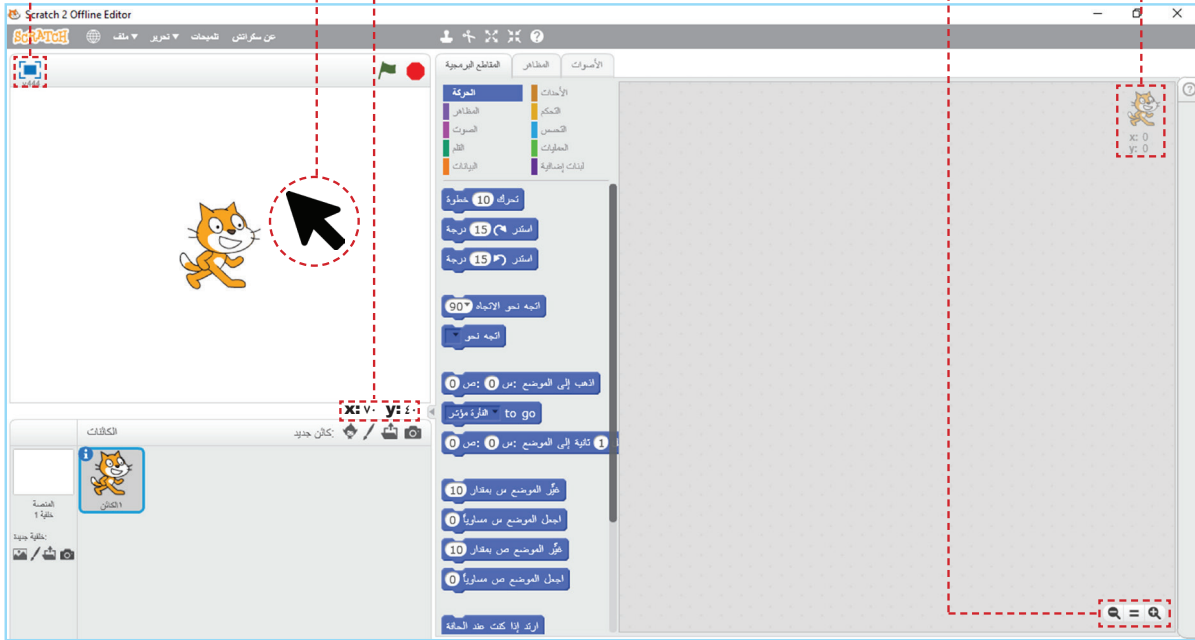 Scratch 2 Offline Editor
SCRATCH
ملف ▾ تحرير ▾ تلميحات عن سكراتش
v444
المقاطع البرمجية
المظاهر
الأصوات
الحركة
المظاهر
الصوت
القلم
البيانات
الأحداث
التحكم
التحسس
العمليات
لبنات إضافية
تحرك 10 خطوة
استدر 15 درجة
استدر 15 درجة
اتجه نحو الاتجاه 90
اتجه نحو
اذهب إلى الموضع س: 0 ص: 0
go to الفأرة مؤشر
1 ثانية إلى الموضع س: 0 ص: 0
غيِّر الموضع س بمقدار 10
اجعل الموضع س مساوياً 0
غيِّر الموضع ص بمقدار 10
اجعل الموضع ص مساوياً 0
ارتد إذا كنت عند الحافة
x: 0
y: 0
x: ٧٠ y: ٤٠
الكائنات
كائن جديد:
الكائن١
المنصة
خلفية 1
خلفية جديدة: